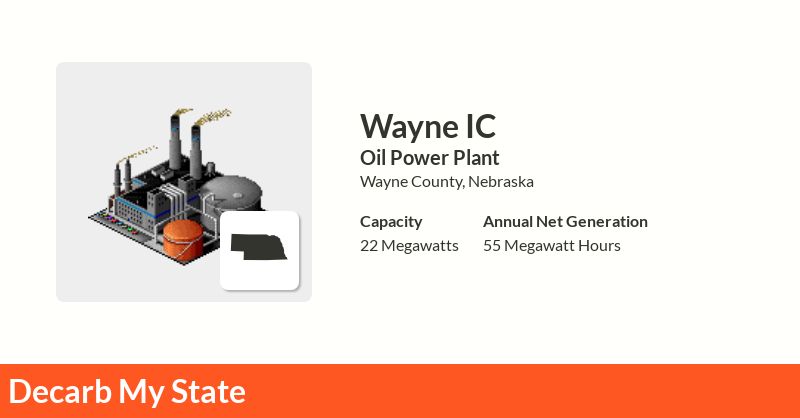 Wayne IC
Oil Power Plant
Wayne County, Nebraska
Capacity
22 Megawatts
Annual Net Generation
55 Megawatt Hours
Decarb My State